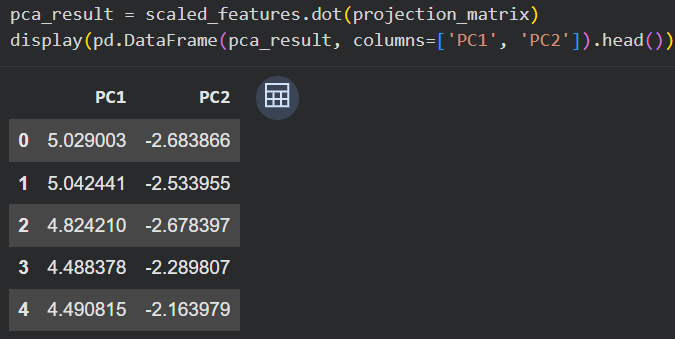 pca_result = scaled_features.dot(projection_matrix)
display(pd.DataFrame(pca_result, columns=['PC1', 'PC2']).head())
PC1 PC2
0 5.029003 -2.683866
1 5.042441 -2.533955
2 4.824210 -2.678397
3 4.488378 -2.289807
4 4.490815 -2.163979